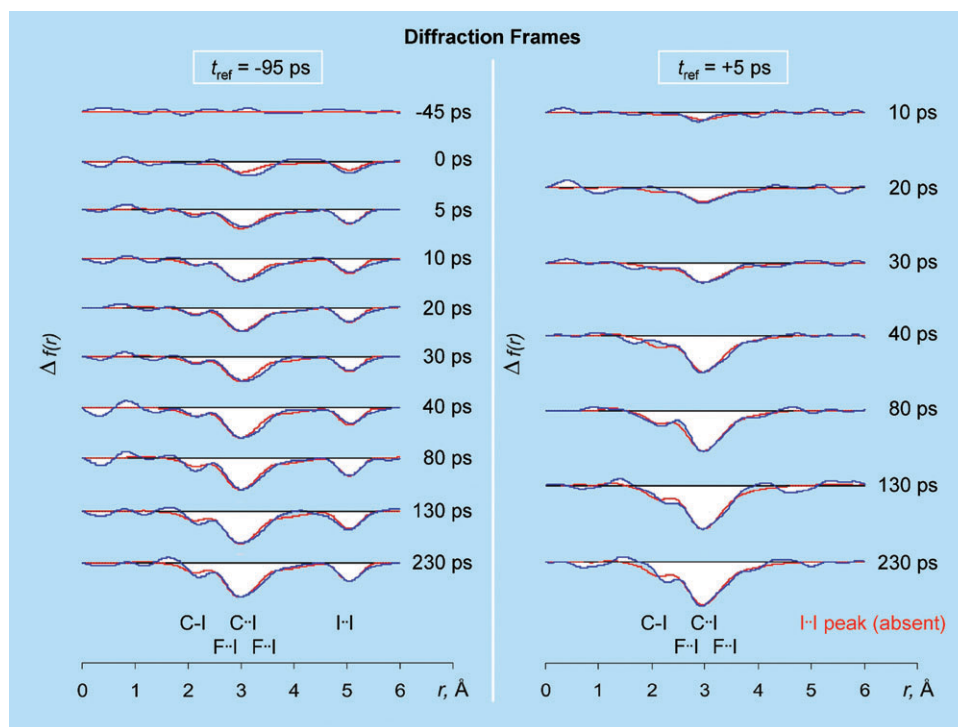 Diffraction Frames
t_ref = -95 ps
-45 ps
0 ps
5 ps
10 ps
20 ps
30 ps
40 ps
80 ps
130 ps
230 ps
Δ f(r)
C-I C··I I··I
F··I F··I
0 1 2 3 4 5 6 r, Å
t_ref = +5 ps
10 ps
20 ps
30 ps
40 ps
80 ps
130 ps
230 ps
Δ f(r)
C-I C··I I··I peak (absent)
F··I F··I
0 1 2 3 4 5 6 r, Å